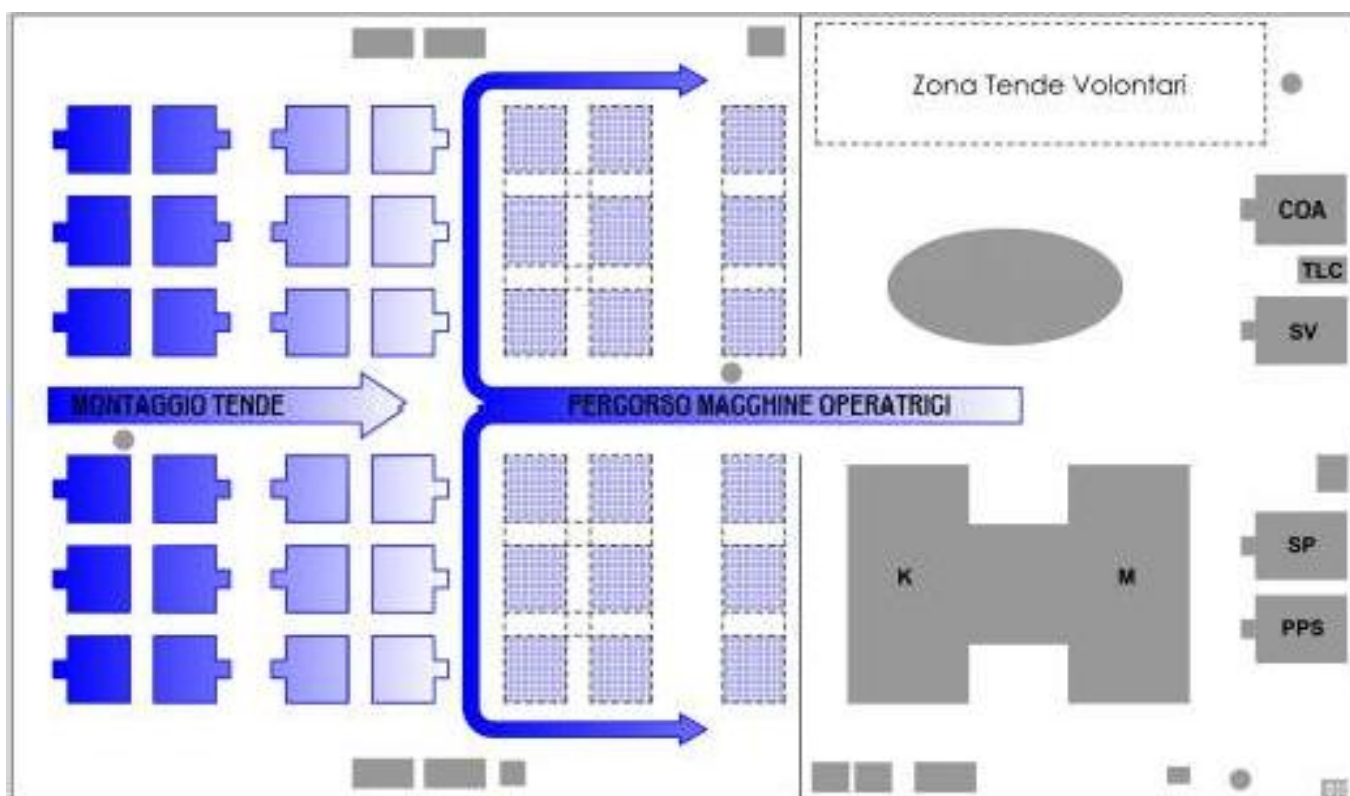 Zona Tende Volontari
COA
TLC
SV
MONTAGGIO TENDE
PERCORSO MACCHINE OPERATRICI
K
M
SP
PPS